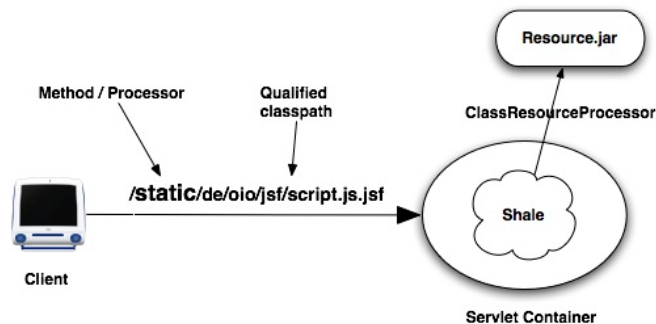 Resource.jar
Method / Processor
Qualified
classpath
ClassResourceProcessor
/static/de/oio/jsf/script.js.jsf
Shale
Client
Servlet Container